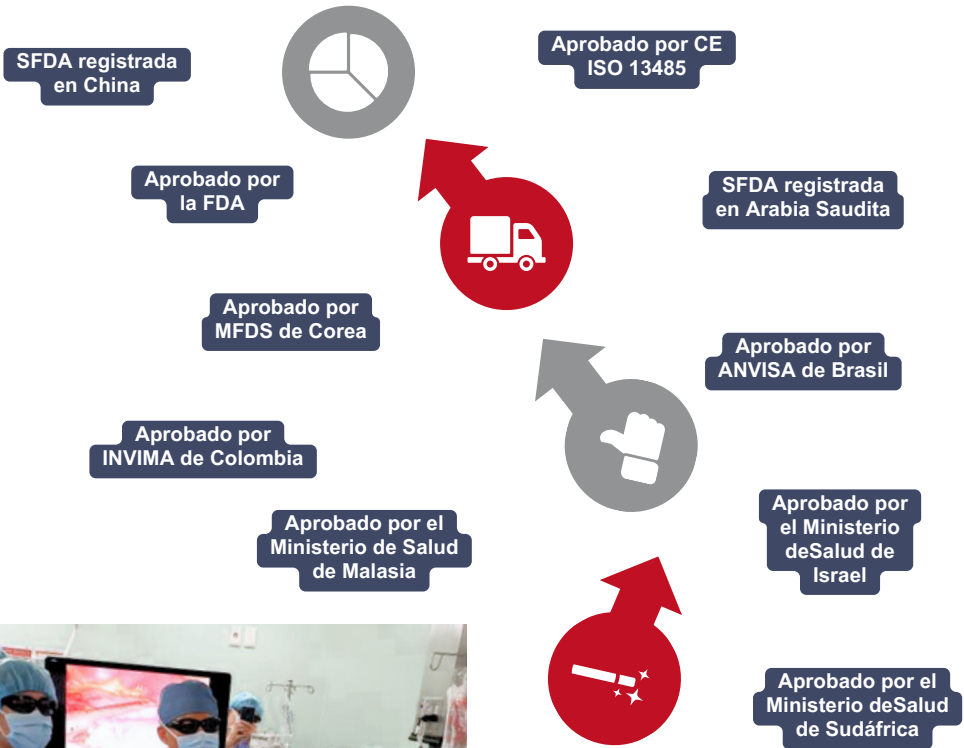 SFDA registrada
en China
Aprobado por CE
ISO 13485
Aprobado por
la FDA
SFDA registrada
en Arabia Saudita
Aprobado por
MFDS de Corea
Aprobado por
ANVISA de Brasil
Aprobado por
INVIMA de Colombia
Aprobado por el
Ministerio de Salud
de Malasia
Aprobado por
el Ministerio
deSalud de
Israel
Aprobado por el
Ministerio deSalud
de Sudáfrica